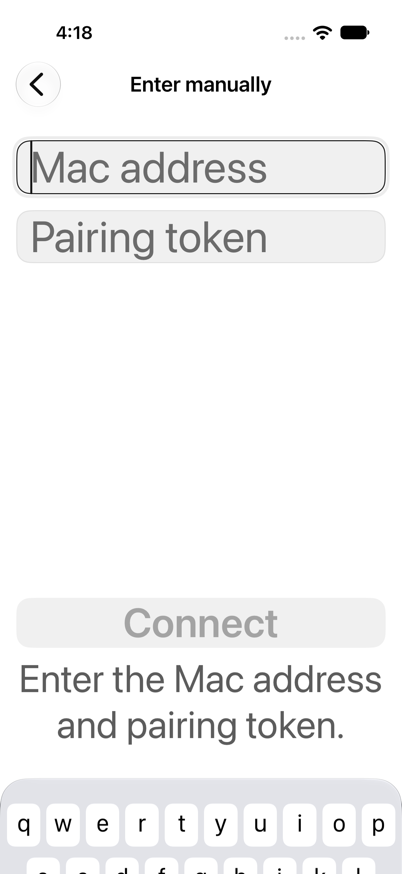 4:18
Enter manually
Mac address
Pairing token
Connect
Enter the Mac address
and pairing token.
q w e r t y u i o p